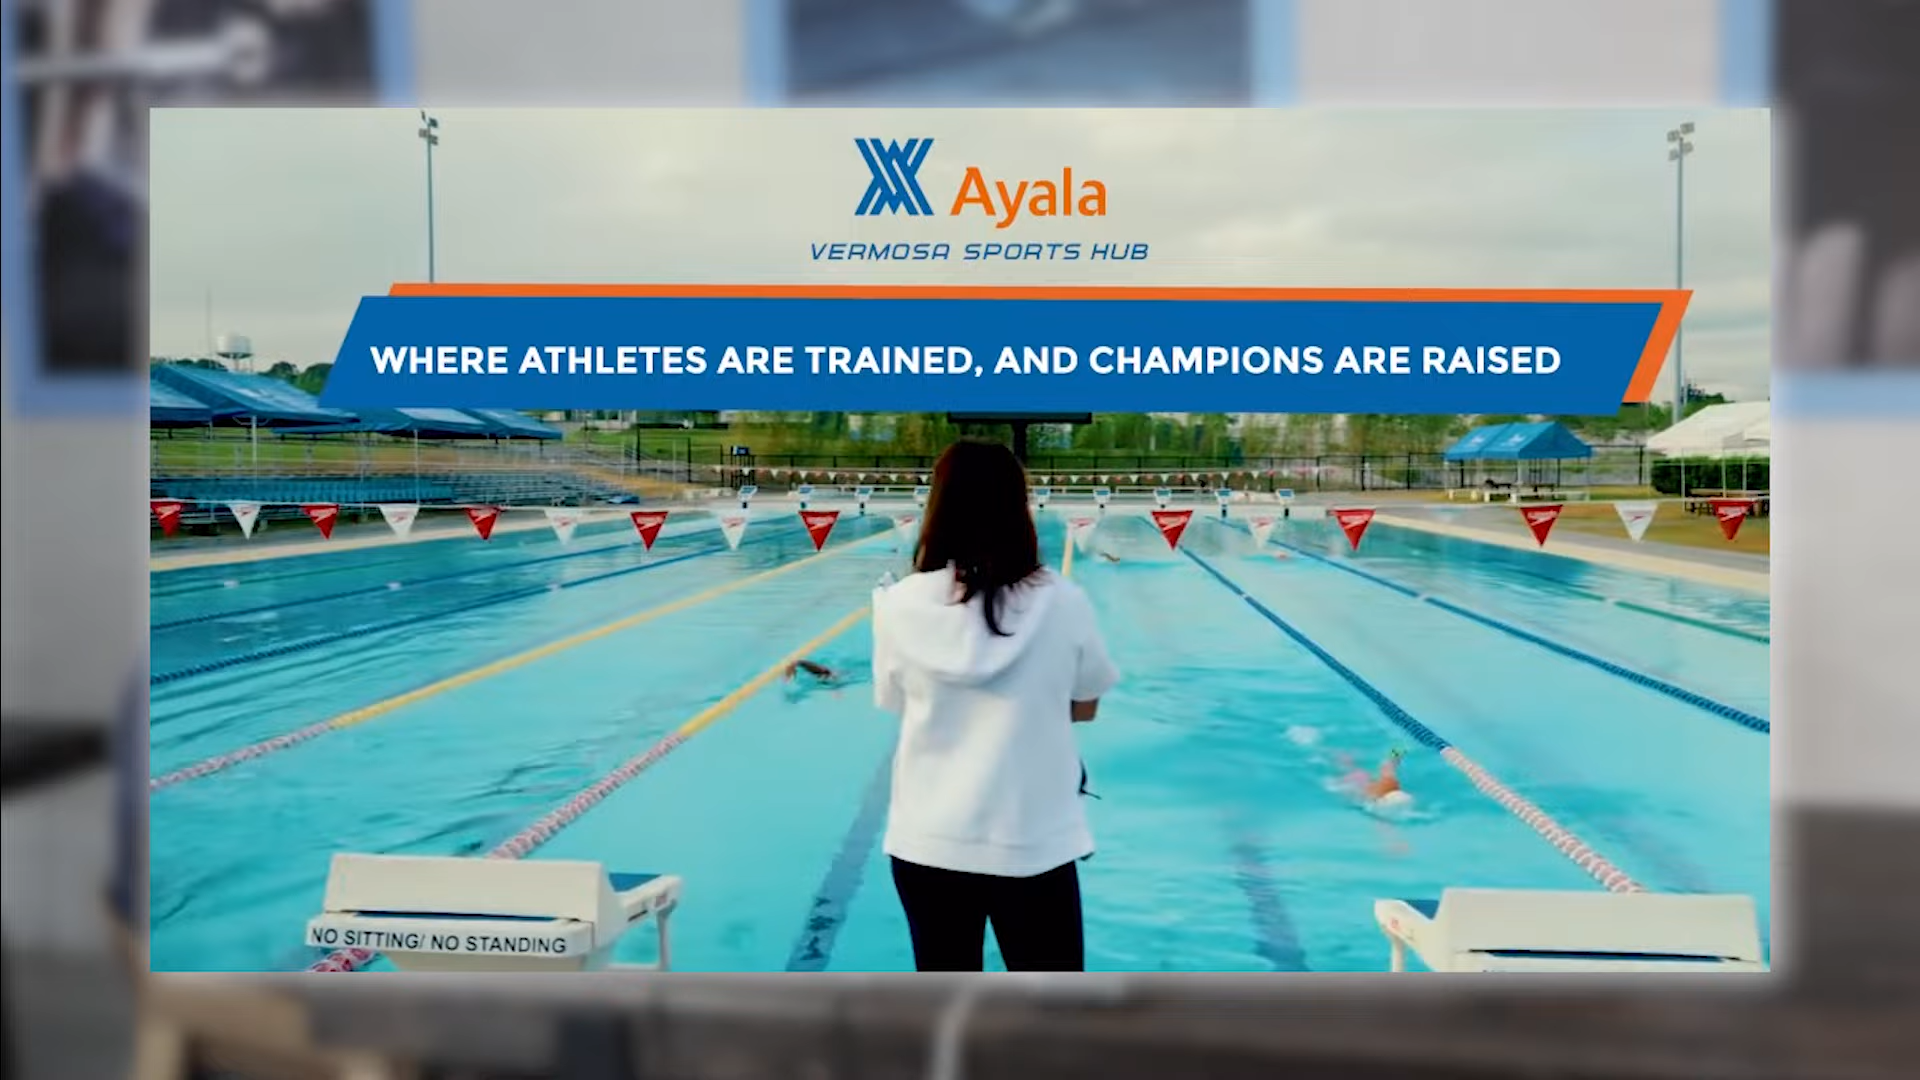 Ayala
VERMOSA SPORTS HUB
WHERE ATHLETES ARE TRAINED, AND CHAMPIONS ARE RAISED
NO SITTING/ NO STANDING